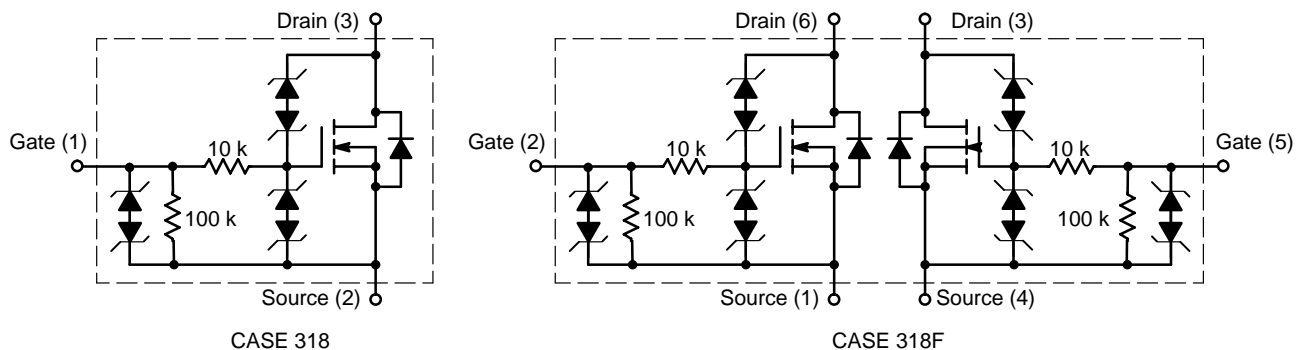 Drain (3)
Gate (1)
10 k
100 k
Source (2)
CASE 318
Drain (6)
Drain (3)
Gate (2)
10 k
10 k
Gate (5)
100 k
100 k
Source (1)
Source (4)
CASE 318F